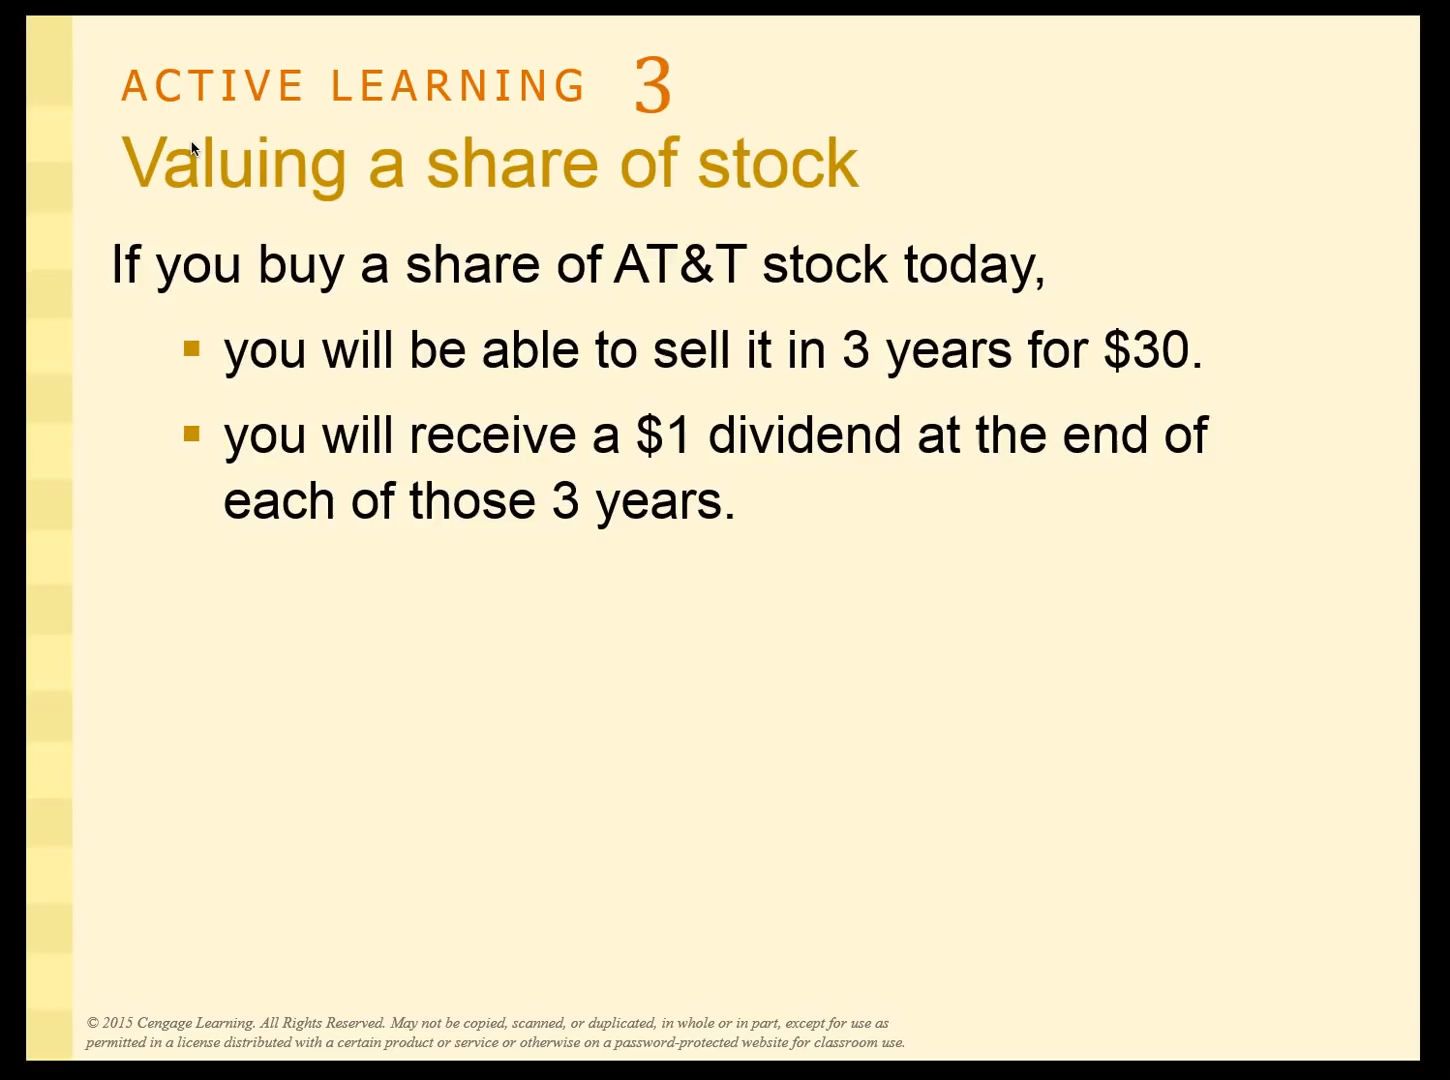 ACTIVE LEARNING 3
Valuing a share of stock
If you buy a share of AT&T stock today,
▪ you will be able to sell it in 3 years for $30.
▪ you will receive a $1 dividend at the end of
each of those 3 years.
© 2015 Cengage Learning. All Rights Reserved. May not be copied, scanned, or duplicated, in whole or in part, except for use as
permitted in a license distributed with a certain product or service or otherwise on a password-protected website for classroom use.